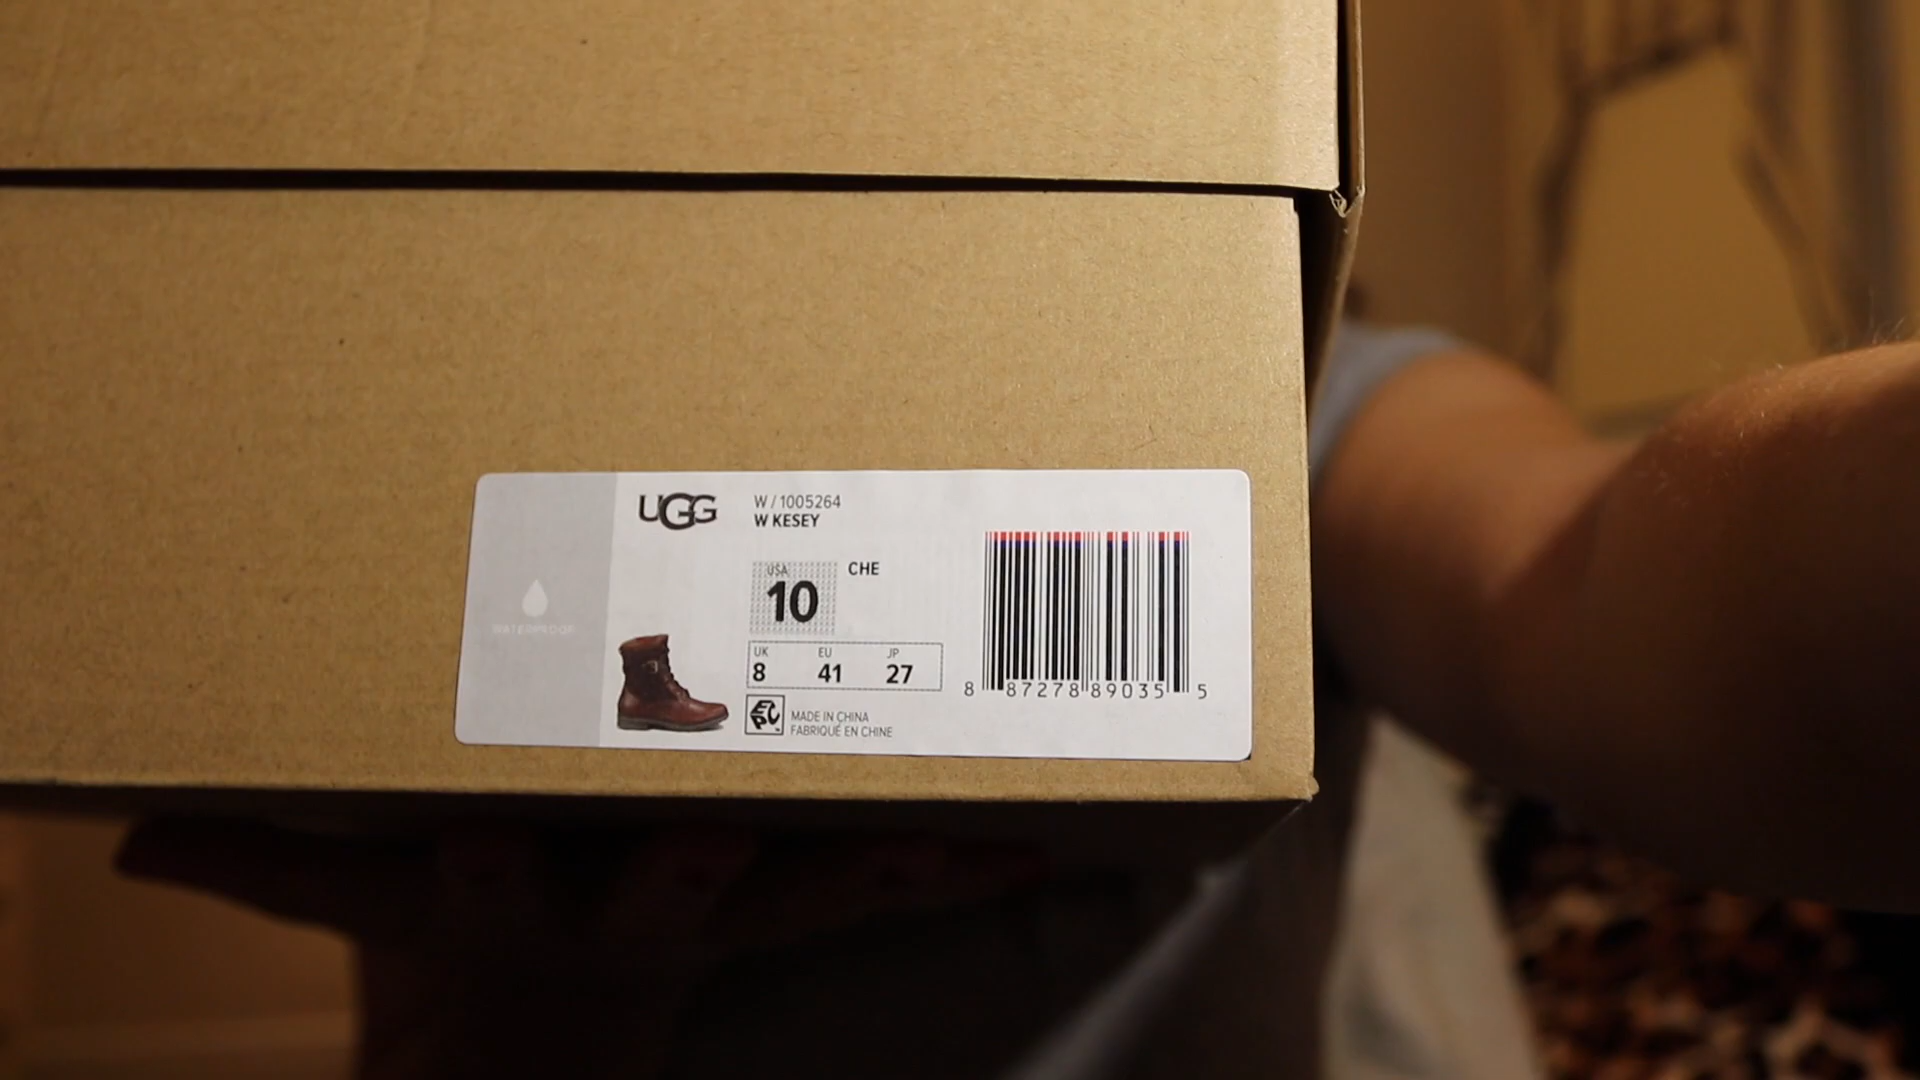 UGG
W / 1005264
W KESEY
USA
10
CHE
WATERPROOF
UK EU JP
8 41 27
8 87278 89035 5
EPC
MADE IN CHINA
FABRIQUÉ EN CHINE